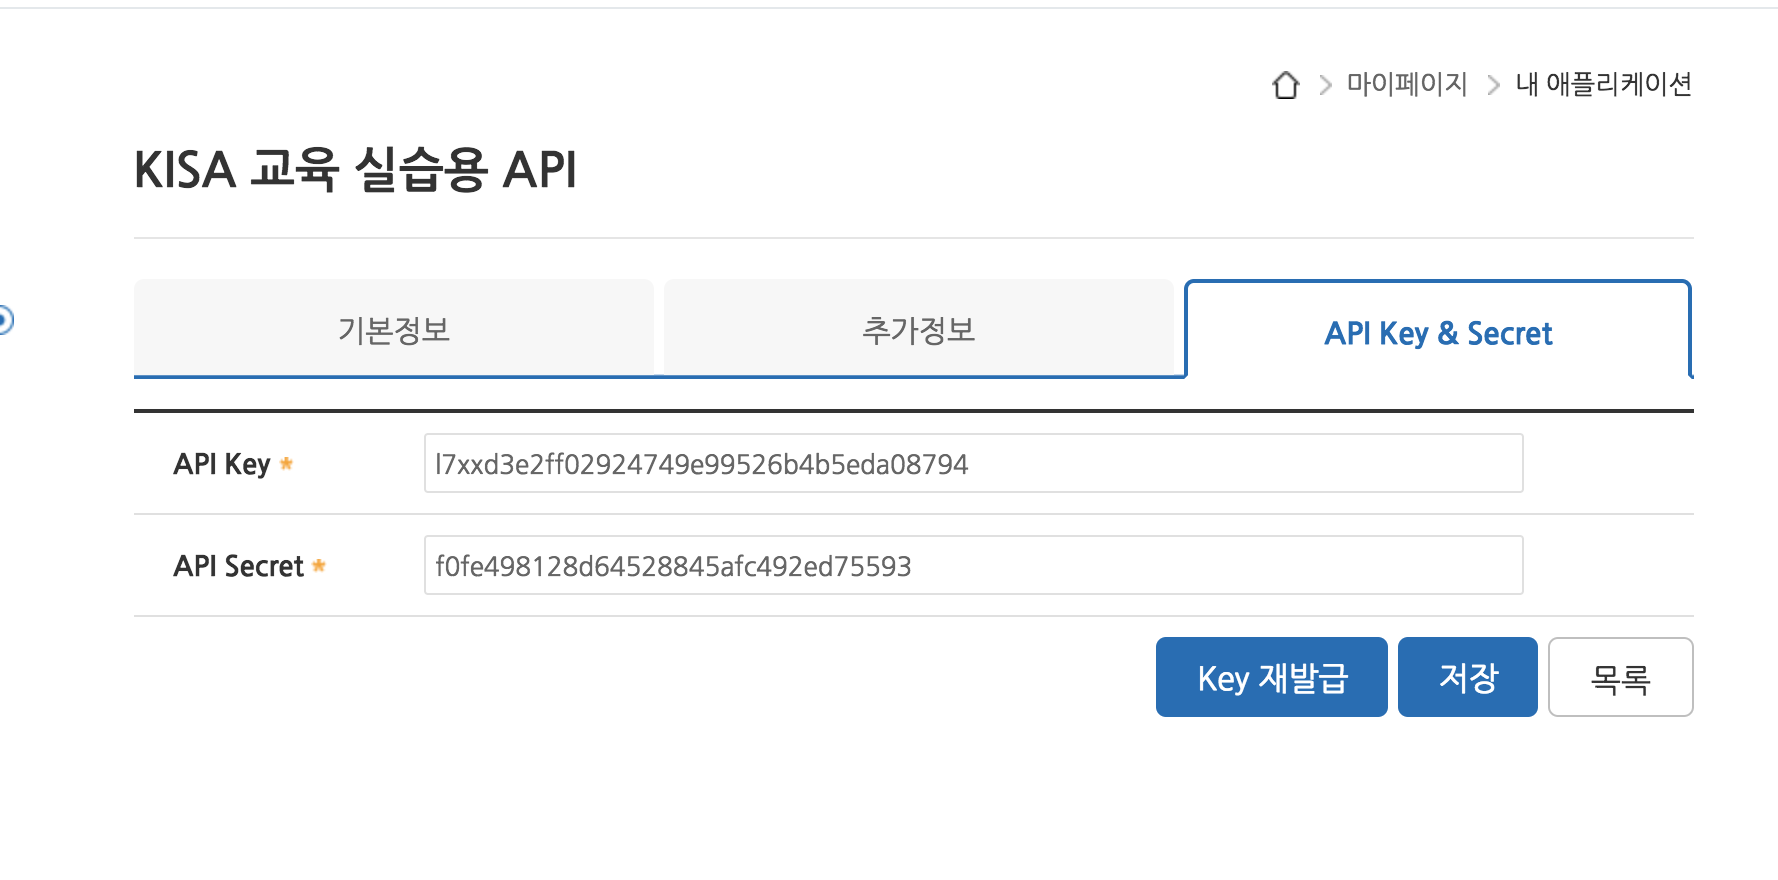 마이페이지 내 애플리케이션
KISA 교육 실습용 API
기본정보 추가정보 API Key & Secret
API Key * l7xxd3e2ff02924749e99526b4b5eda08794
API Secret * f0fe498128d64528845afc492ed75593
Key 재발급 저장 목록